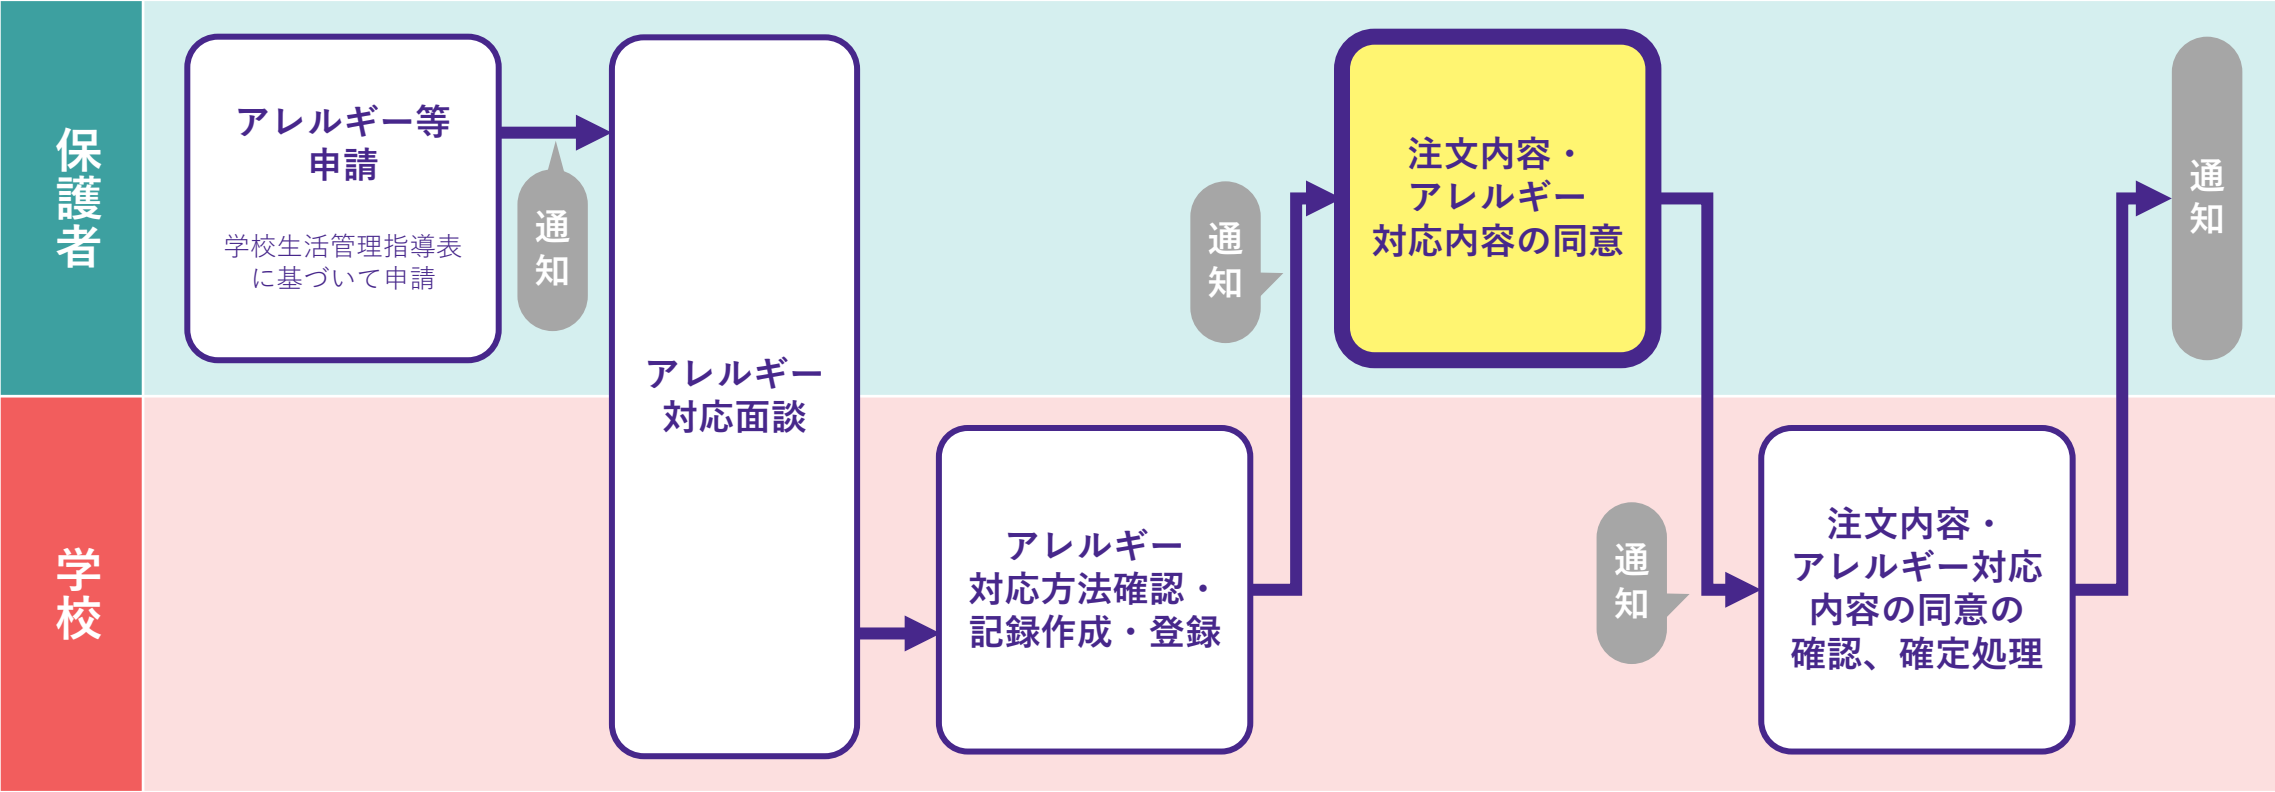 保護者
アレルギー等
申請
学校生活管理指導表
に基づいて申請
通知
アレルギー
対応面談
通知
注文内容・
アレルギー
対応内容の同意
通知
学校
アレルギー
対応方法確認・
記録作成・登録
通知
注文内容・
アレルギー対応
内容の同意の
確認、確定処理